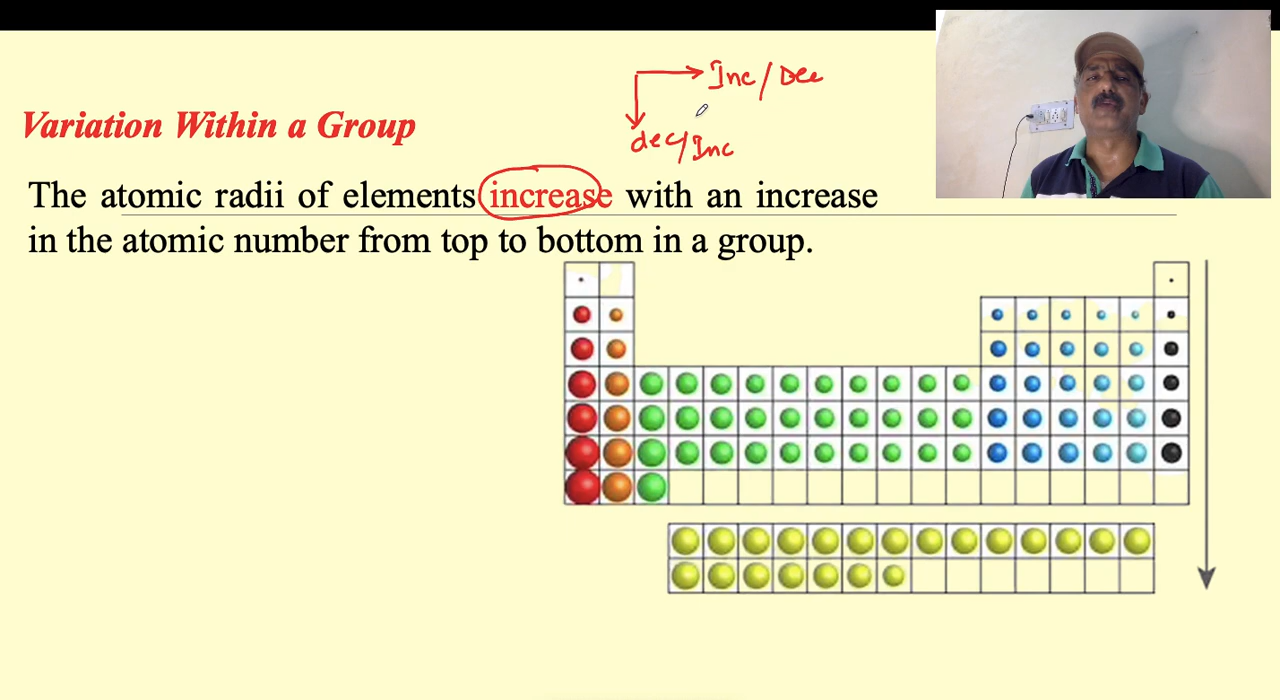 Inc/Dec
dec/Inc
Variation Within a Group
The atomic radii of elements increase with an increase
in the atomic number from top to bottom in a group.